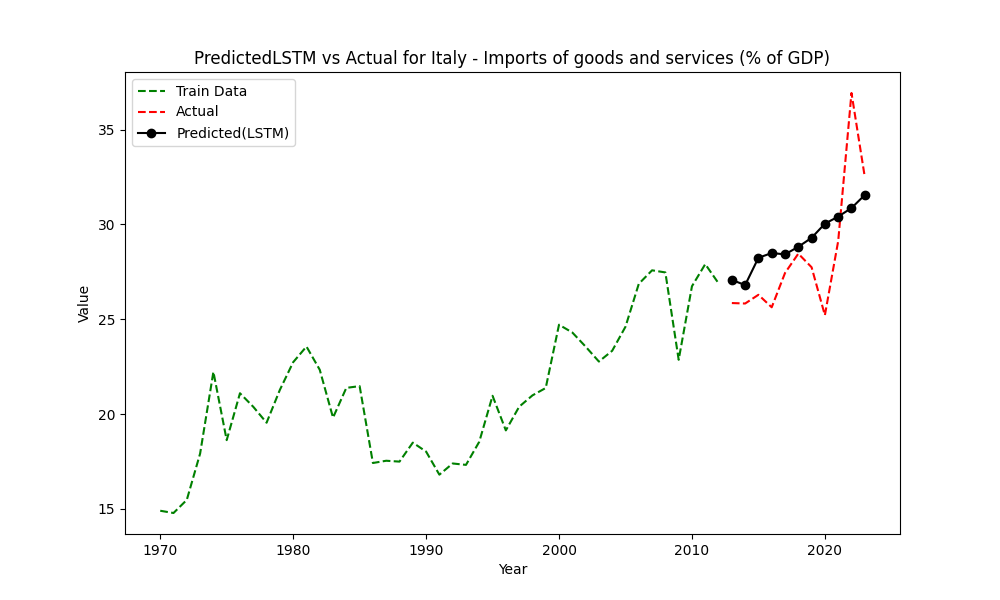 PredictedLSTM vs Actual for Italy - Imports of goods and services (% of GDP)
Train Data
Actual
Predicted(LSTM)
Value
35
30
25
20
15
1970 1980 1990 2000 2010 2020
Year